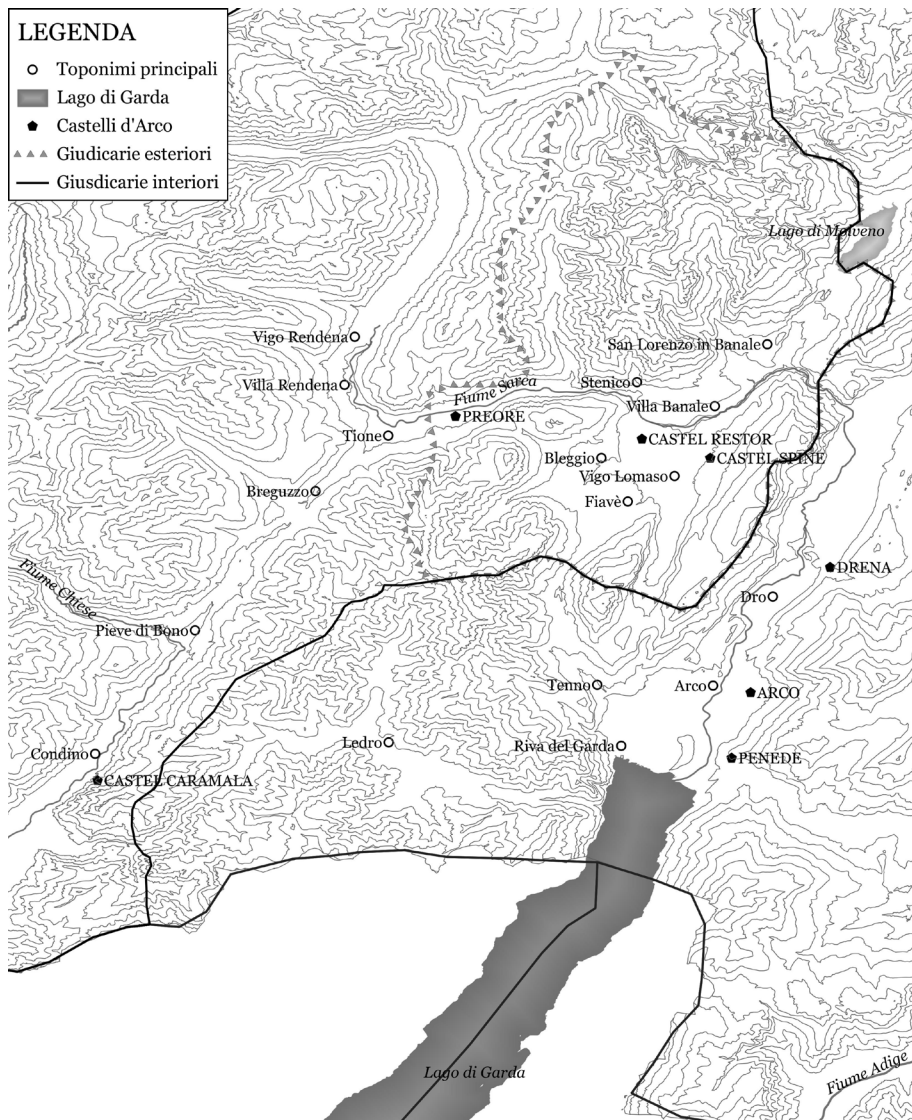 LEGENDA
Toponimi principali
Lago di Garda
Castelli d'Arco
Giudicarie esteriori
Giusdicarie interiori
Lago di Molveno
Vigo Rendena
San Lorenzo in Banale
Villa Rendena
Fiume Sarca
Stenico
Villa Banale
PREORE
Tione
CASTEL RESTOR
Bleggio
CASTEL SPINE
Vigo Lomaso
Breguzzo
Fiavè
Fiume Chiese
DRENA
Dro
Pieve di Bono
Tenno
Arco
ARCO
Ledro
Riva del Garda
Condino
PENEDE
CASTEL CARAMALA
Lago di Garda
Fiume Adige